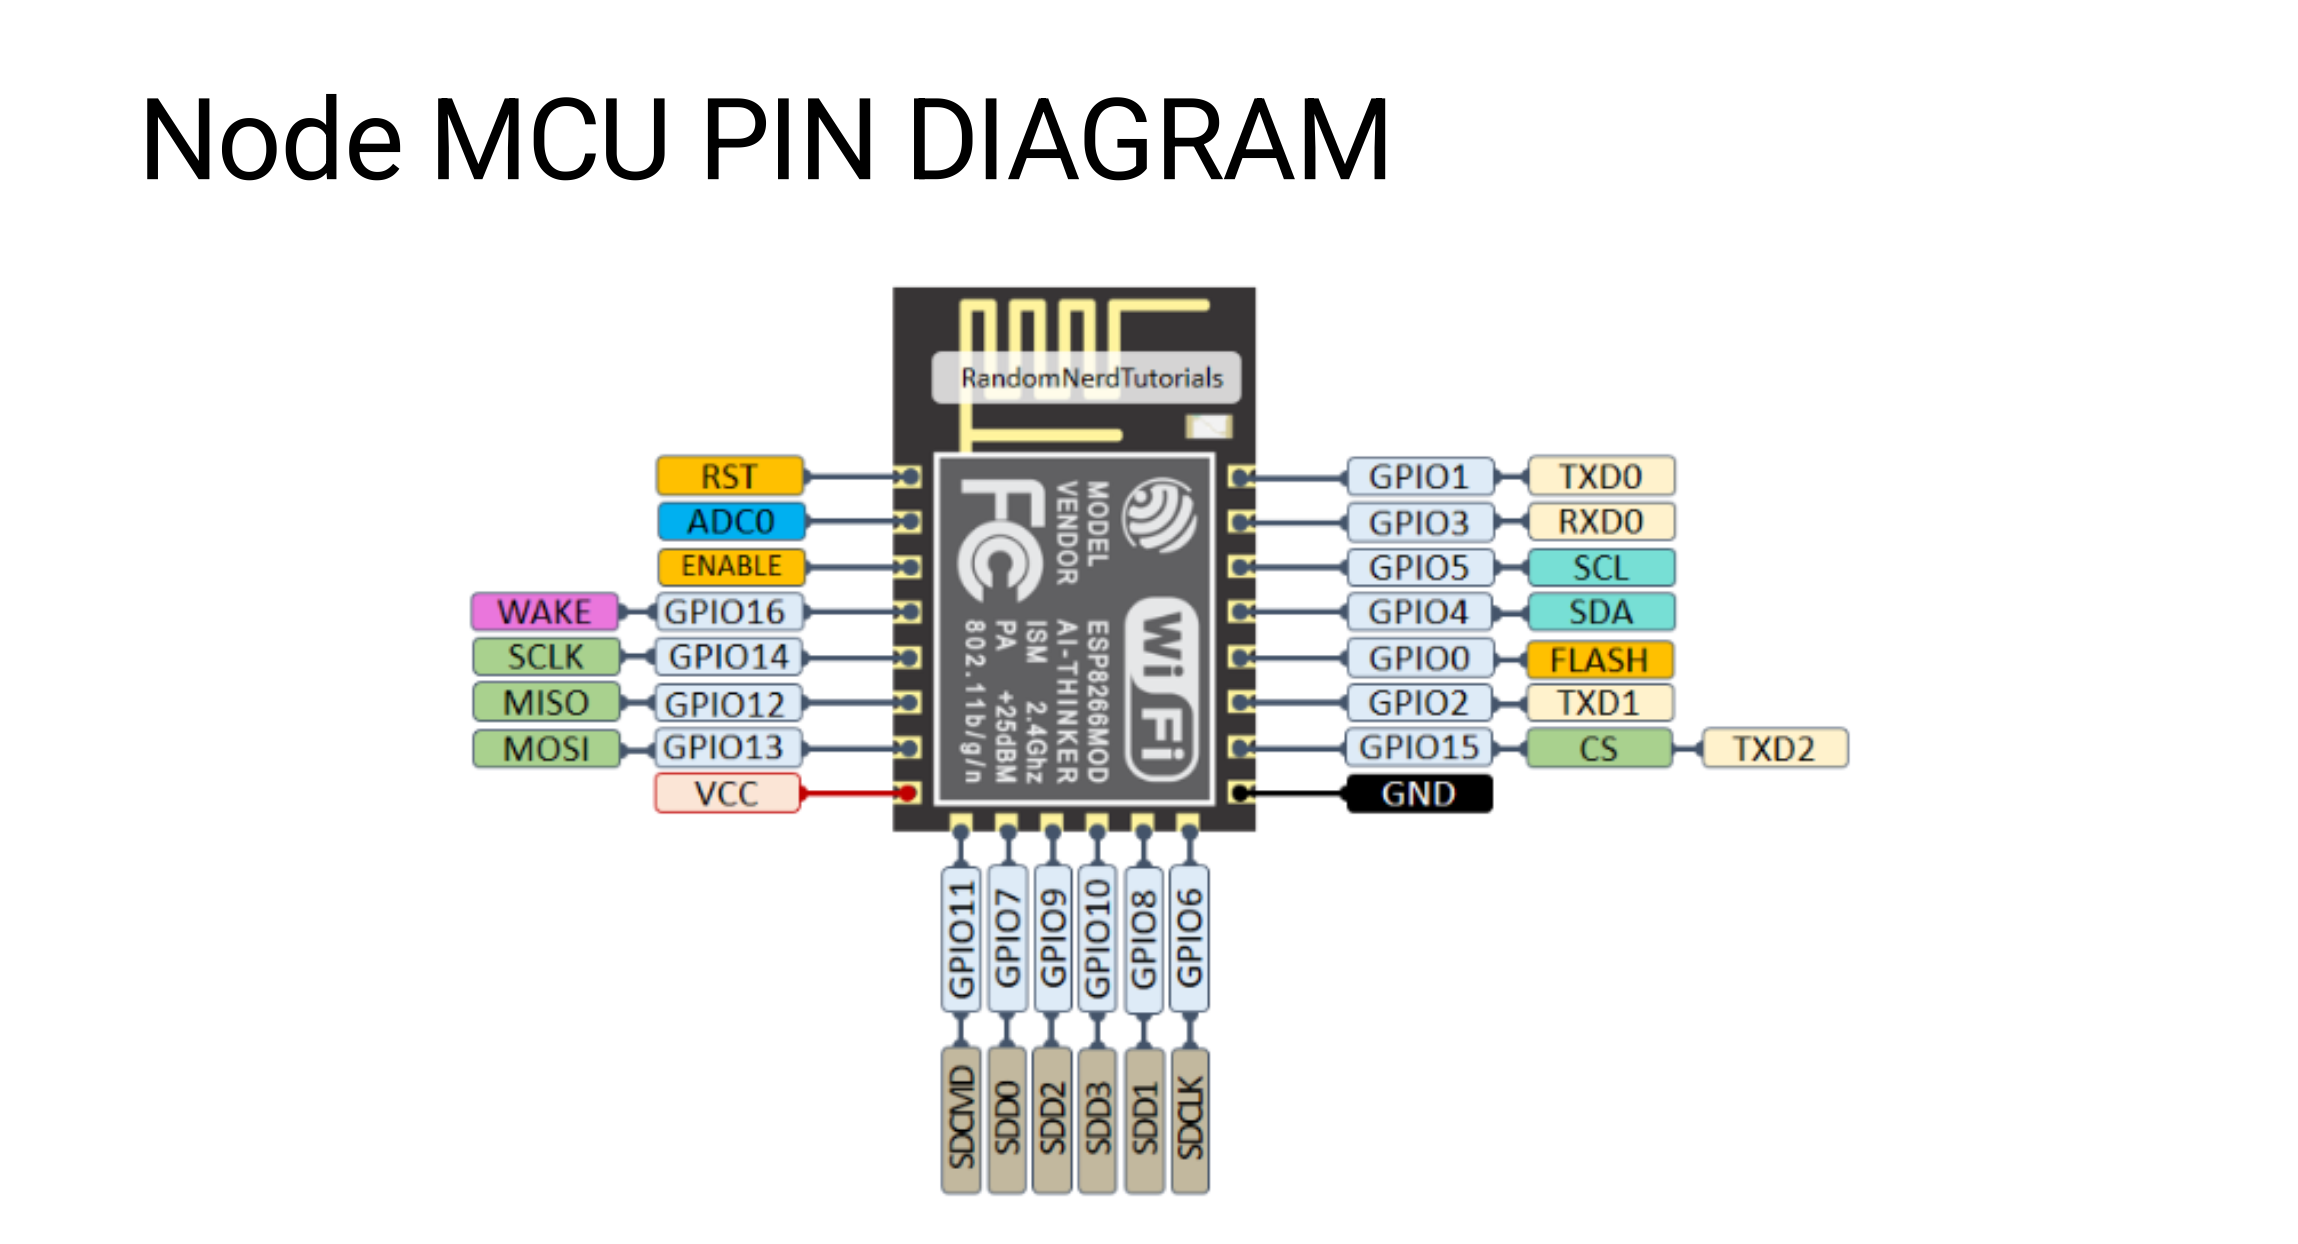 Node MCU PIN DIAGRAM
RandomNerdTutorials
RST
ADC0
ENABLE
WAKE GPIO16
SCLK GPIO14
MISO GPIO12
MOSI GPIO13
VCC
FC
MODEL ESP8266MOD
VENDOR AI-THINKER
ISM 2.4Ghz
PA +25dBM
802.11b/g/n
WiFi
GPIO1 TXD0
GPIO3 RXD0
GPIO5 SCL
GPIO4 SDA
GPIO0 FLASH
GPIO2 TXD1
GPIO15 CS TXD2
GND
GPIO11 SDCMD
GPIO7 SDD0
GPIO9 SDD2
GPIO10 SDD3
GPIO8 SDD1
GPIO6 SDCLK